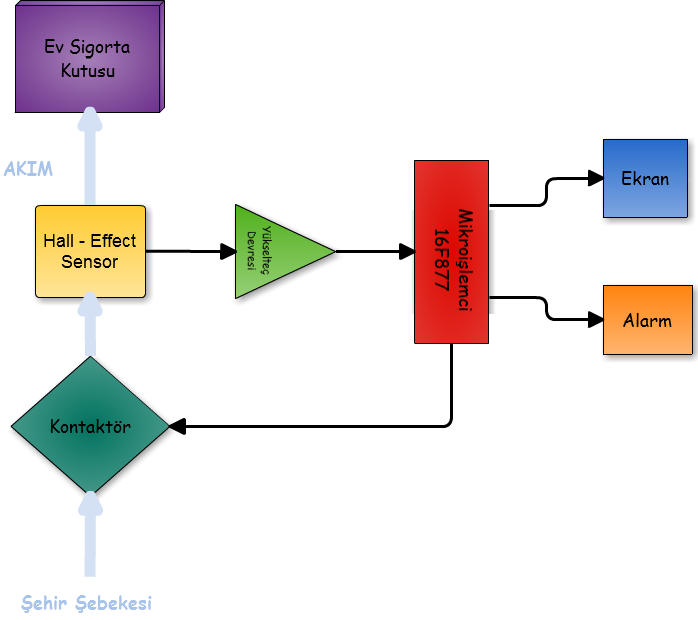 Ev Sigorta
Kutusu
AKIM
Hall - Effect
Sensor
Yükselteç
Devresi
Mikroişlemci
16F877
Ekran
Alarm
Kontaktör
Şehir Şebekesi